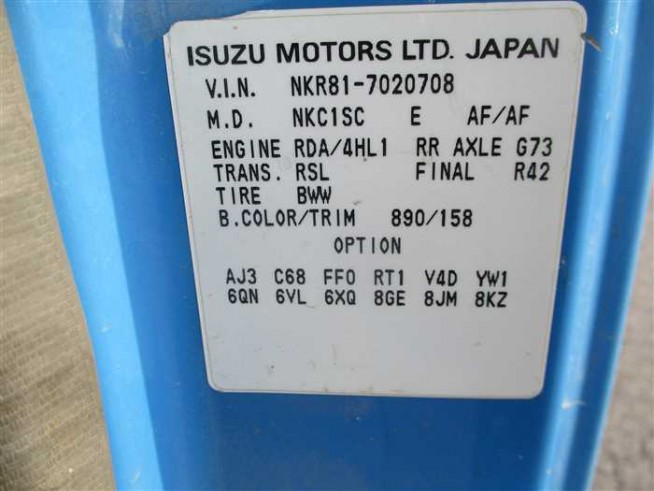 ISUZU MOTORS LTD. JAPAN
V.I.N. NKR81-7020708
M.D. NKC1SC E AF/AF
ENGINE RDA/4HL1 RR AXLE G73
TRANS. RSL FINAL R42
TIRE BWW
B.COLOR/TRIM 890/158
OPTION
AJ3 C68 FF0 RT1 V4D YW1
6QN 6VL 6XQ 8GE 8JM 8KZ